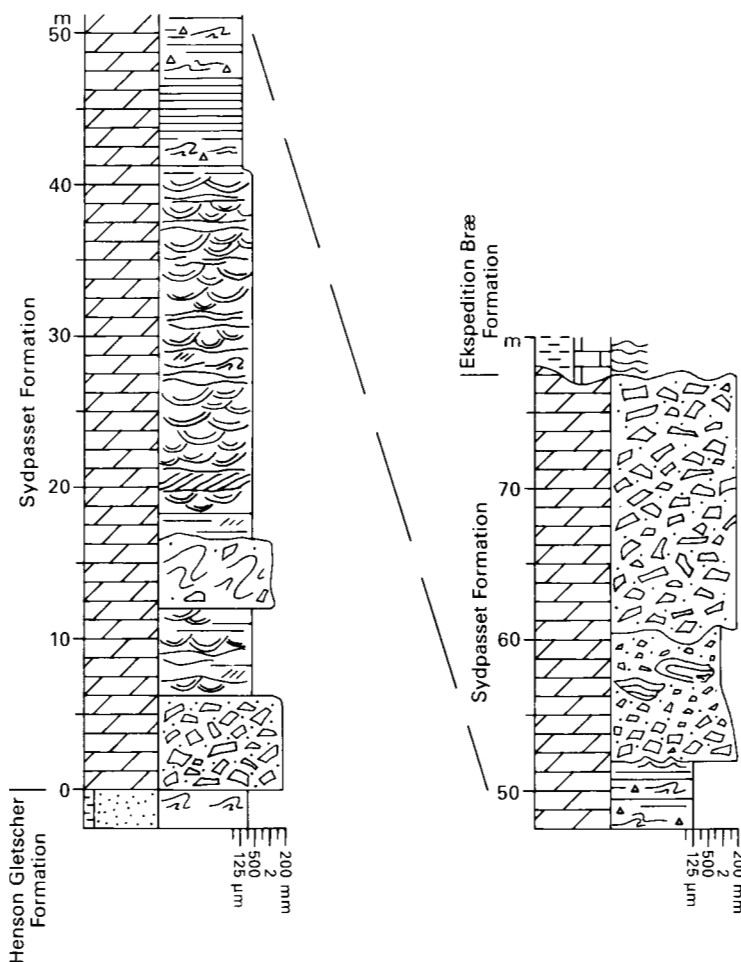 m
50
40
30
20
10
0
Sydpasset Formation
Henson Gletscher
Formation
200 mm
2
500
125 µm
Ekspedition Bræ
Formation
m
70
60
50
Sydpasset Formation
200 mm
2
500
125 µm